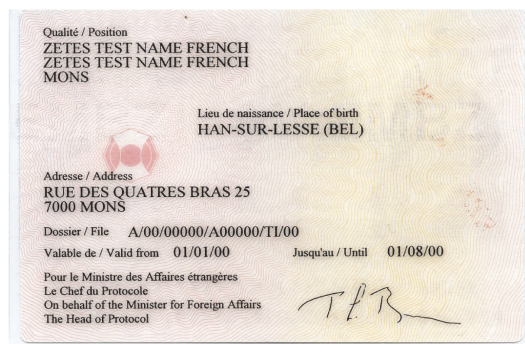 Qualité / Position
ZETES TEST NAME FRENCH
ZETES TEST NAME FRENCH
MONS
Lieu de naissance / Place of birth
HAN-SUR-LESSE (BEL)
Adresse / Address
RUE DES QUATRES BRAS 25
7000 MONS
Dossier / File A/00/00000/A00000/TI/00
Valable de / Valid from 01/01/00 Jusqu'au / Until 01/08/00
Pour le Ministre des Affaires étrangères
Le Chef du Protocole
On behalf of the Minister for Foreign Affairs
The Head of Protocol